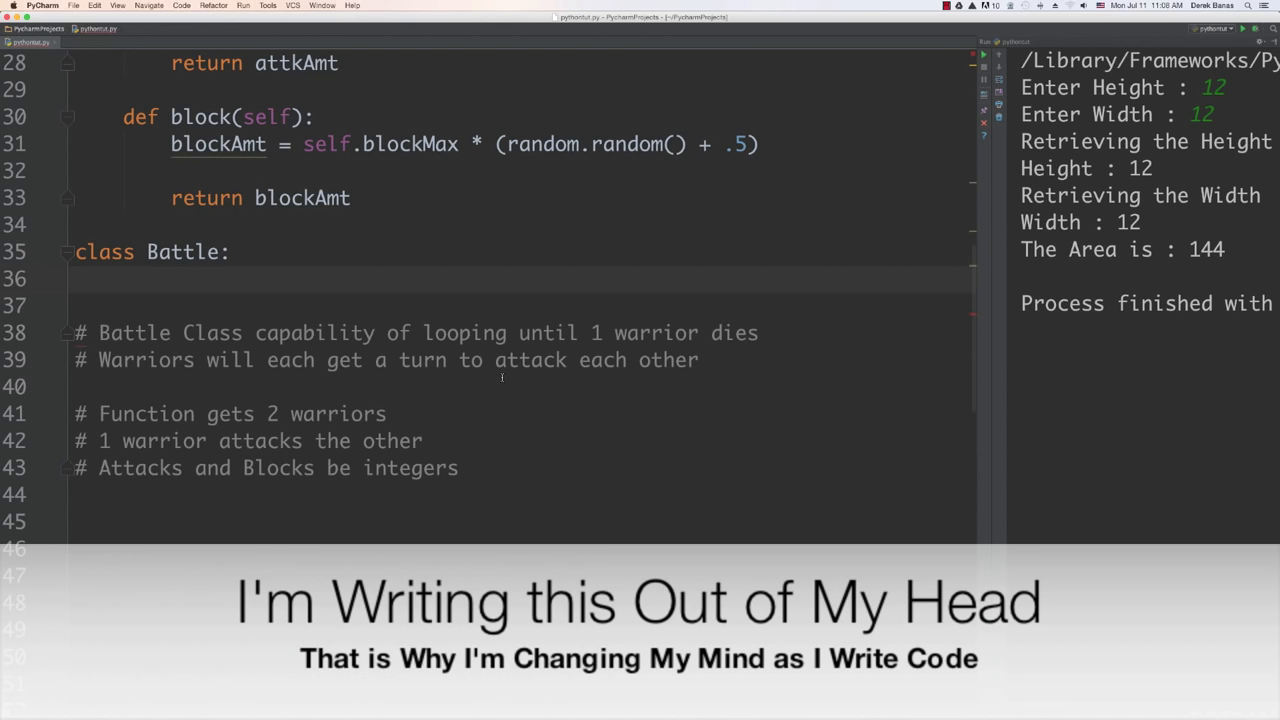 PyCharm File Edit View Navigate Code Refactor Run Tools VCS Window Help
10 Mon Jul 11 11:08 AM Derek Banas
pythontut.py - PycharmProjects - [~/PycharmProjects]
PycharmProjects pythontut.py pythontut
pythontut.py
Run pythontut
28 return attkAmt
29
30 def block(self):
31 blockAmt = self.blockMax * (random.random() + .5)
32
33 return blockAmt
34
35 class Battle:
36
37
38 # Battle Class capability of looping until 1 warrior dies
39 # Warriors will each get a turn to attack each other
40
41 # Function gets 2 warriors
42 # 1 warrior attacks the other
43 # Attacks and Blocks be integers
44
45
46
47
48
49
50
51
/Library/Frameworks/Py
Enter Height : 12
Enter Width : 12
Retrieving the Height
Height : 12
Retrieving the Width
Width : 12
The Area is : 144
Process finished with
I'm Writing this Out of My Head
That is Why I'm Changing My Mind as I Write Code